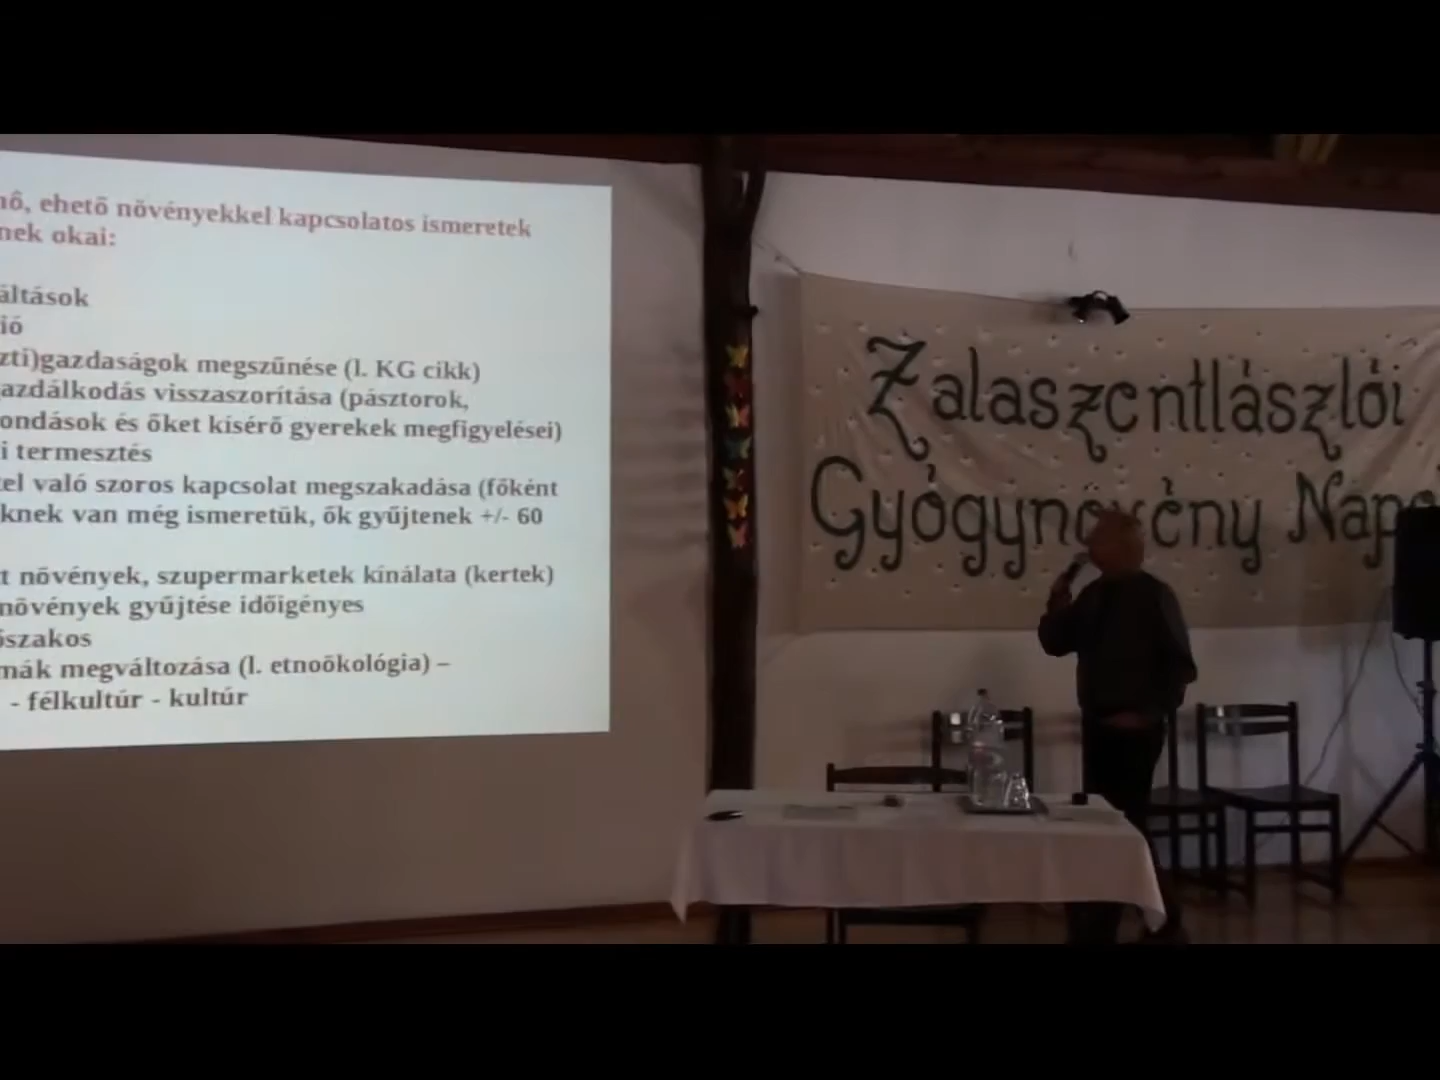 nő, ehető növényekkel kapcsolatos ismeretek
nek okai:
áltások
ió
zti)gazdaságok megszűnése (l. KG cikk)
azdálkodás visszaszorítása (pásztorok,
ondások és őket kísérő gyerekek megfigyelései)
i termesztés
el való szoros kapcsolat megszakadása (főként
knek van még ismeretük, ők gyűjtenek +/- 60
t növények, szupermarketek kínálata (kertek)
növények gyűjtése időigényes
őszakos
mák megváltozása (l. etnoökológia) –
- félkultúr - kultúr
Zalaszentlászlói
Gyógynövény Nap